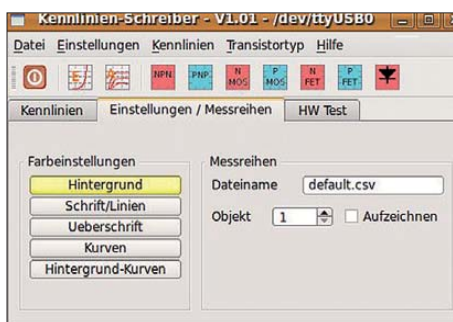 Kennlinien-Schreiber - V1.01 - /dev/ttyUSB0
Datei Einstellungen Kennlinien Transistortyp Hilfe
NPN PNP N MOS P MOS N FET P FET
Kennlinien Einstellungen / Messreihen HW Test
Farbeinstellungen Messreihen
Hintergrund Dateiname default.csv
Schrift/Linien
Objekt 1 Aufzeichnen
Ueberschrift
Kurven
Hintergrund-Kurven